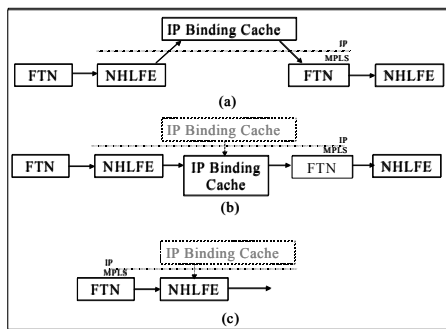 IP Binding Cache
IP
MPLS
FTN NHLFE FTN NHLFE
(a)
IP Binding Cache
IP
MPLS
FTN NHLFE IP Binding Cache FTN NHLFE
(b)
IP Binding Cache
IP
MPLS
FTN NHLFE
(c)